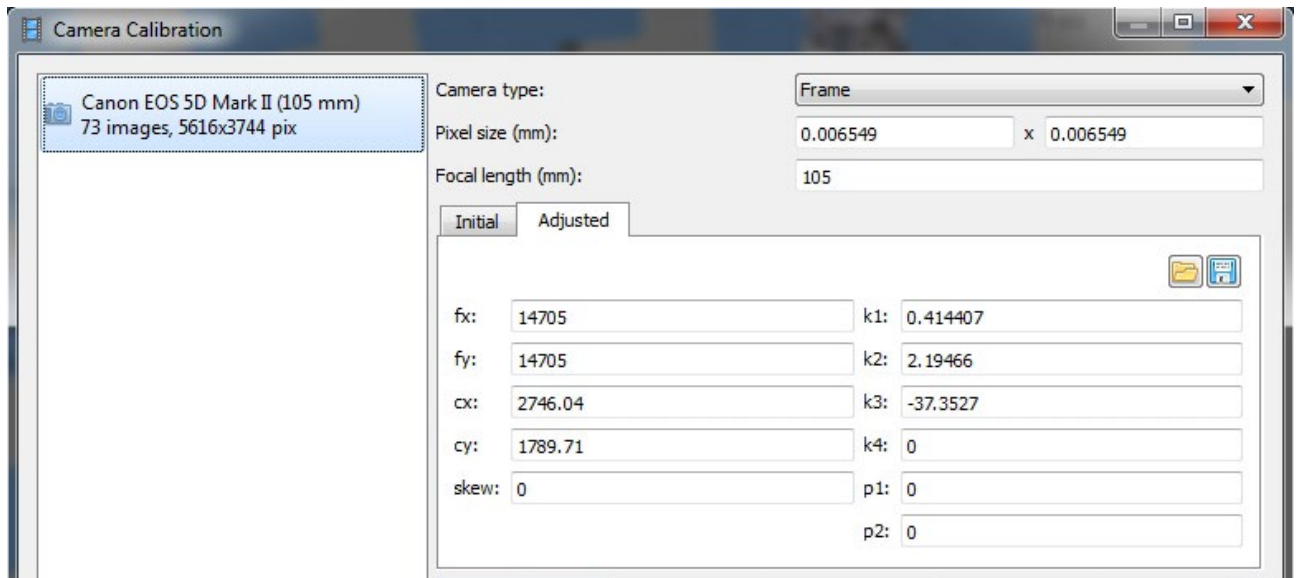 Camera Calibration
Canon EOS 5D Mark II (105 mm)
73 images, 5616x3744 pix
Camera type: Frame
Pixel size (mm): 0.006549 x 0.006549
Focal length (mm): 105
Initial Adjusted
fx: 14705 k1: 0.414407
fy: 14705 k2: 2.19466
cx: 2746.04 k3: -37.3527
cy: 1789.71 k4: 0
skew: 0 p1: 0
p2: 0